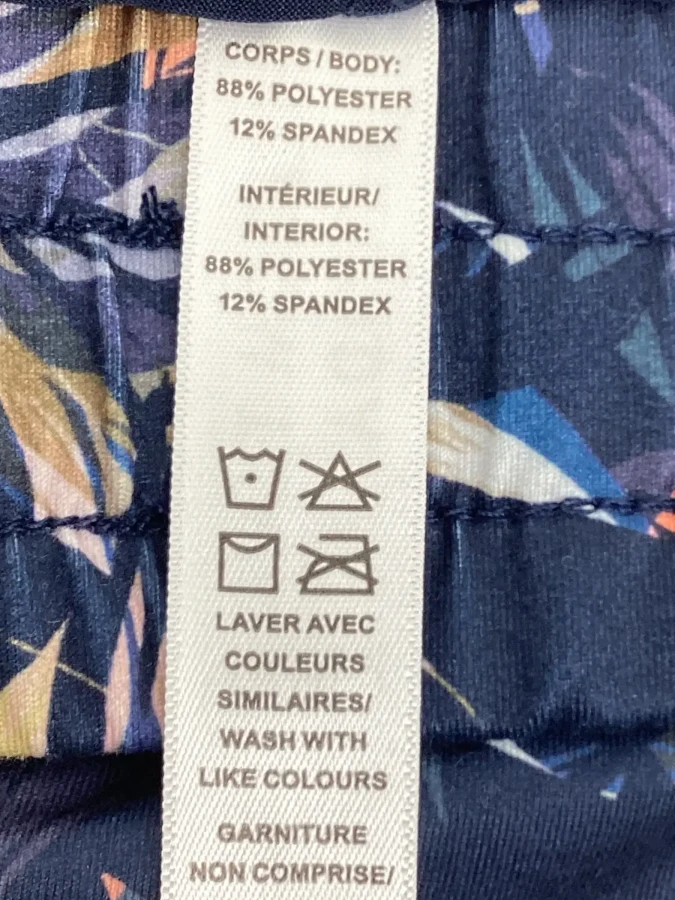 CORPS / BODY:
88% POLYESTER
12% SPANDEX
INTÉRIEUR/
INTERIOR:
88% POLYESTER
12% SPANDEX
LAVER AVEC
COULEURS
SIMILAIRES/
WASH WITH
LIKE COLOURS
GARNITURE
NON COMPRISE/